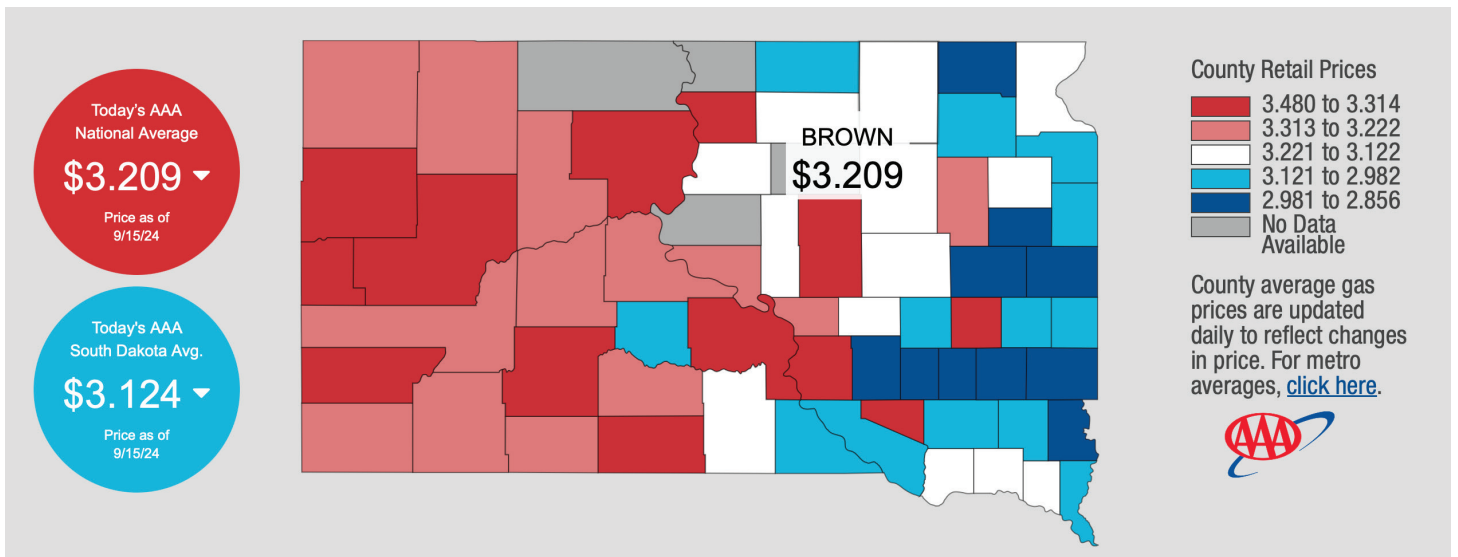 Today's AAA
National Average
$3.209
Price as of
9/15/24
Today's AAA
South Dakota Avg.
$3.124
Price as of
9/15/24
BROWN
$3.209
County Retail Prices
3.480 to 3.314
3.313 to 3.222
3.221 to 3.122
3.121 to 2.982
2.981 to 2.856
No Data
Available
County average gas
prices are updated
daily to reflect changes
in price. For metro
averages, click here.
AAA